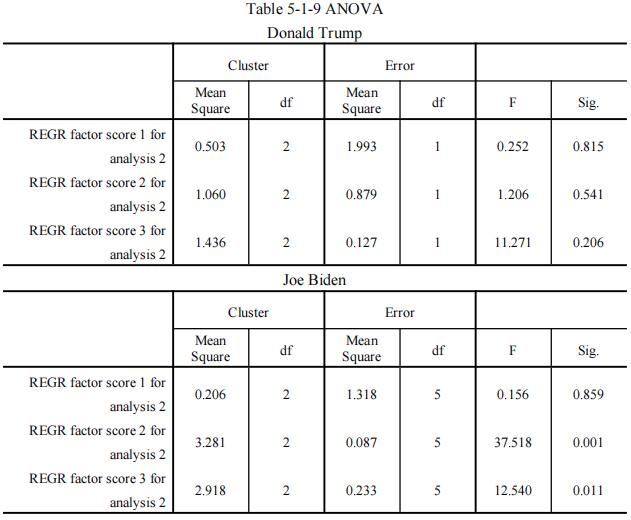 Table 5-1-9 ANOVA
Donald Trump
Cluster Error
Mean Square df Mean Square df F Sig.
REGR factor score 1 for analysis 2 0.503 2 1.993 1 0.252 0.815
REGR factor score 2 for analysis 2 1.060 2 0.879 1 1.206 0.541
REGR factor score 3 for analysis 2 1.436 2 0.127 1 11.271 0.206
Joe Biden
Cluster Error
Mean Square df Mean Square df F Sig.
REGR factor score 1 for analysis 2 0.206 2 1.318 5 0.156 0.859
REGR factor score 2 for analysis 2 3.281 2 0.087 5 37.518 0.001
REGR factor score 3 for analysis 2 2.918 2 0.233 5 12.540 0.011